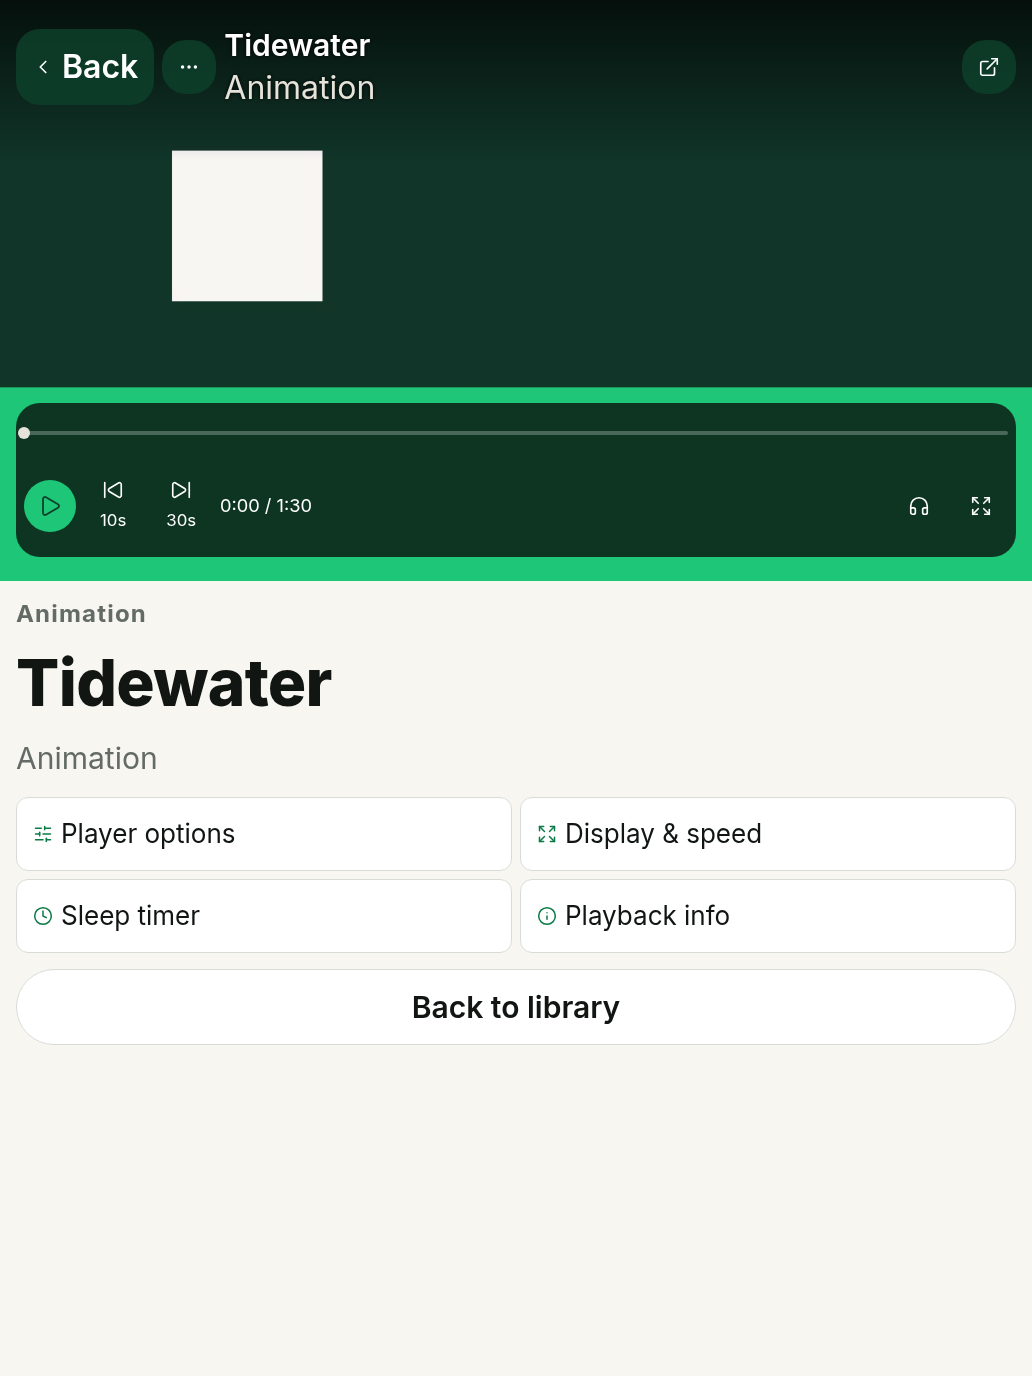 Back
Tidewater
Animation
10s
30s
0:00 / 1:30
Animation
Tidewater
Animation
Player options
Display & speed
Sleep timer
Playback info
Back to library